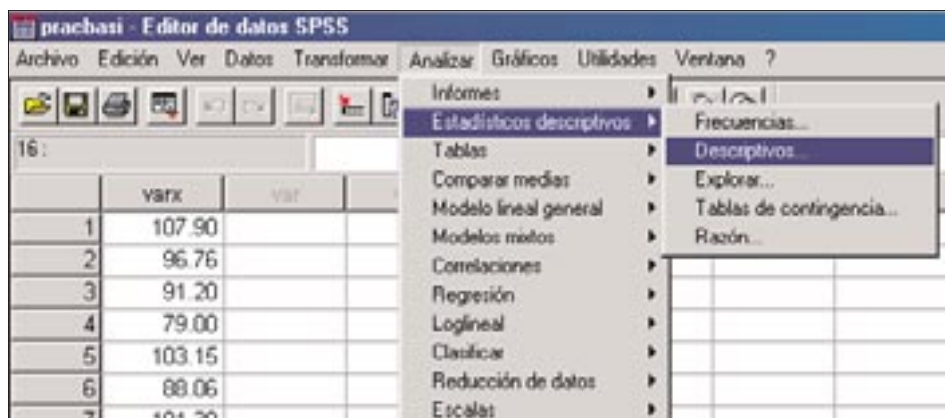 pracbasi - Editor de datos SPSS
Archivo Edición Ver Datos Transformar Analizar Gráficos Utilidades Ventana ?
Informes
Estadísticos descriptivos
Tablas
Comparar medias
Modelo lineal general
Modelos mixtos
Correlaciones
Regresión
Loglineal
Clasificar
Reducción de datos
Escalas
Frecuencias...
Descriptivos...
Explorar...
Tablas de contingencia...
Razón...
16:
varx var
1 107.90
2 96.76
3 91.20
4 79.00
5 103.15
6 88.06